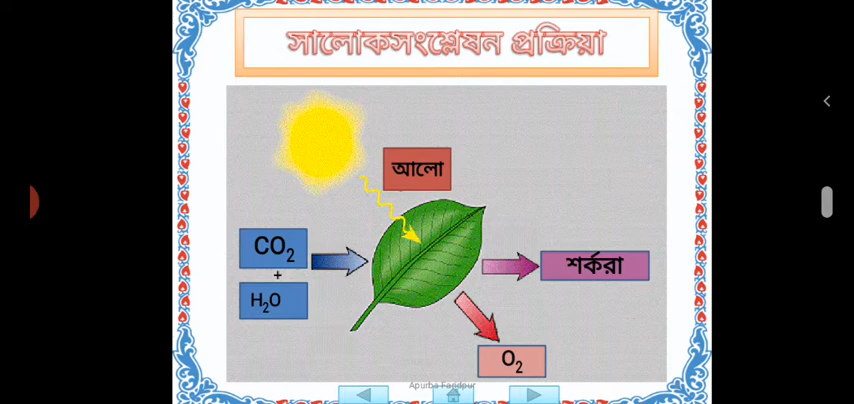 সালোকসংশ্লেষন প্রক্রিয়া
আলো
CO₂
+
H₂O
শর্করা
O₂
Apurba Faridpur